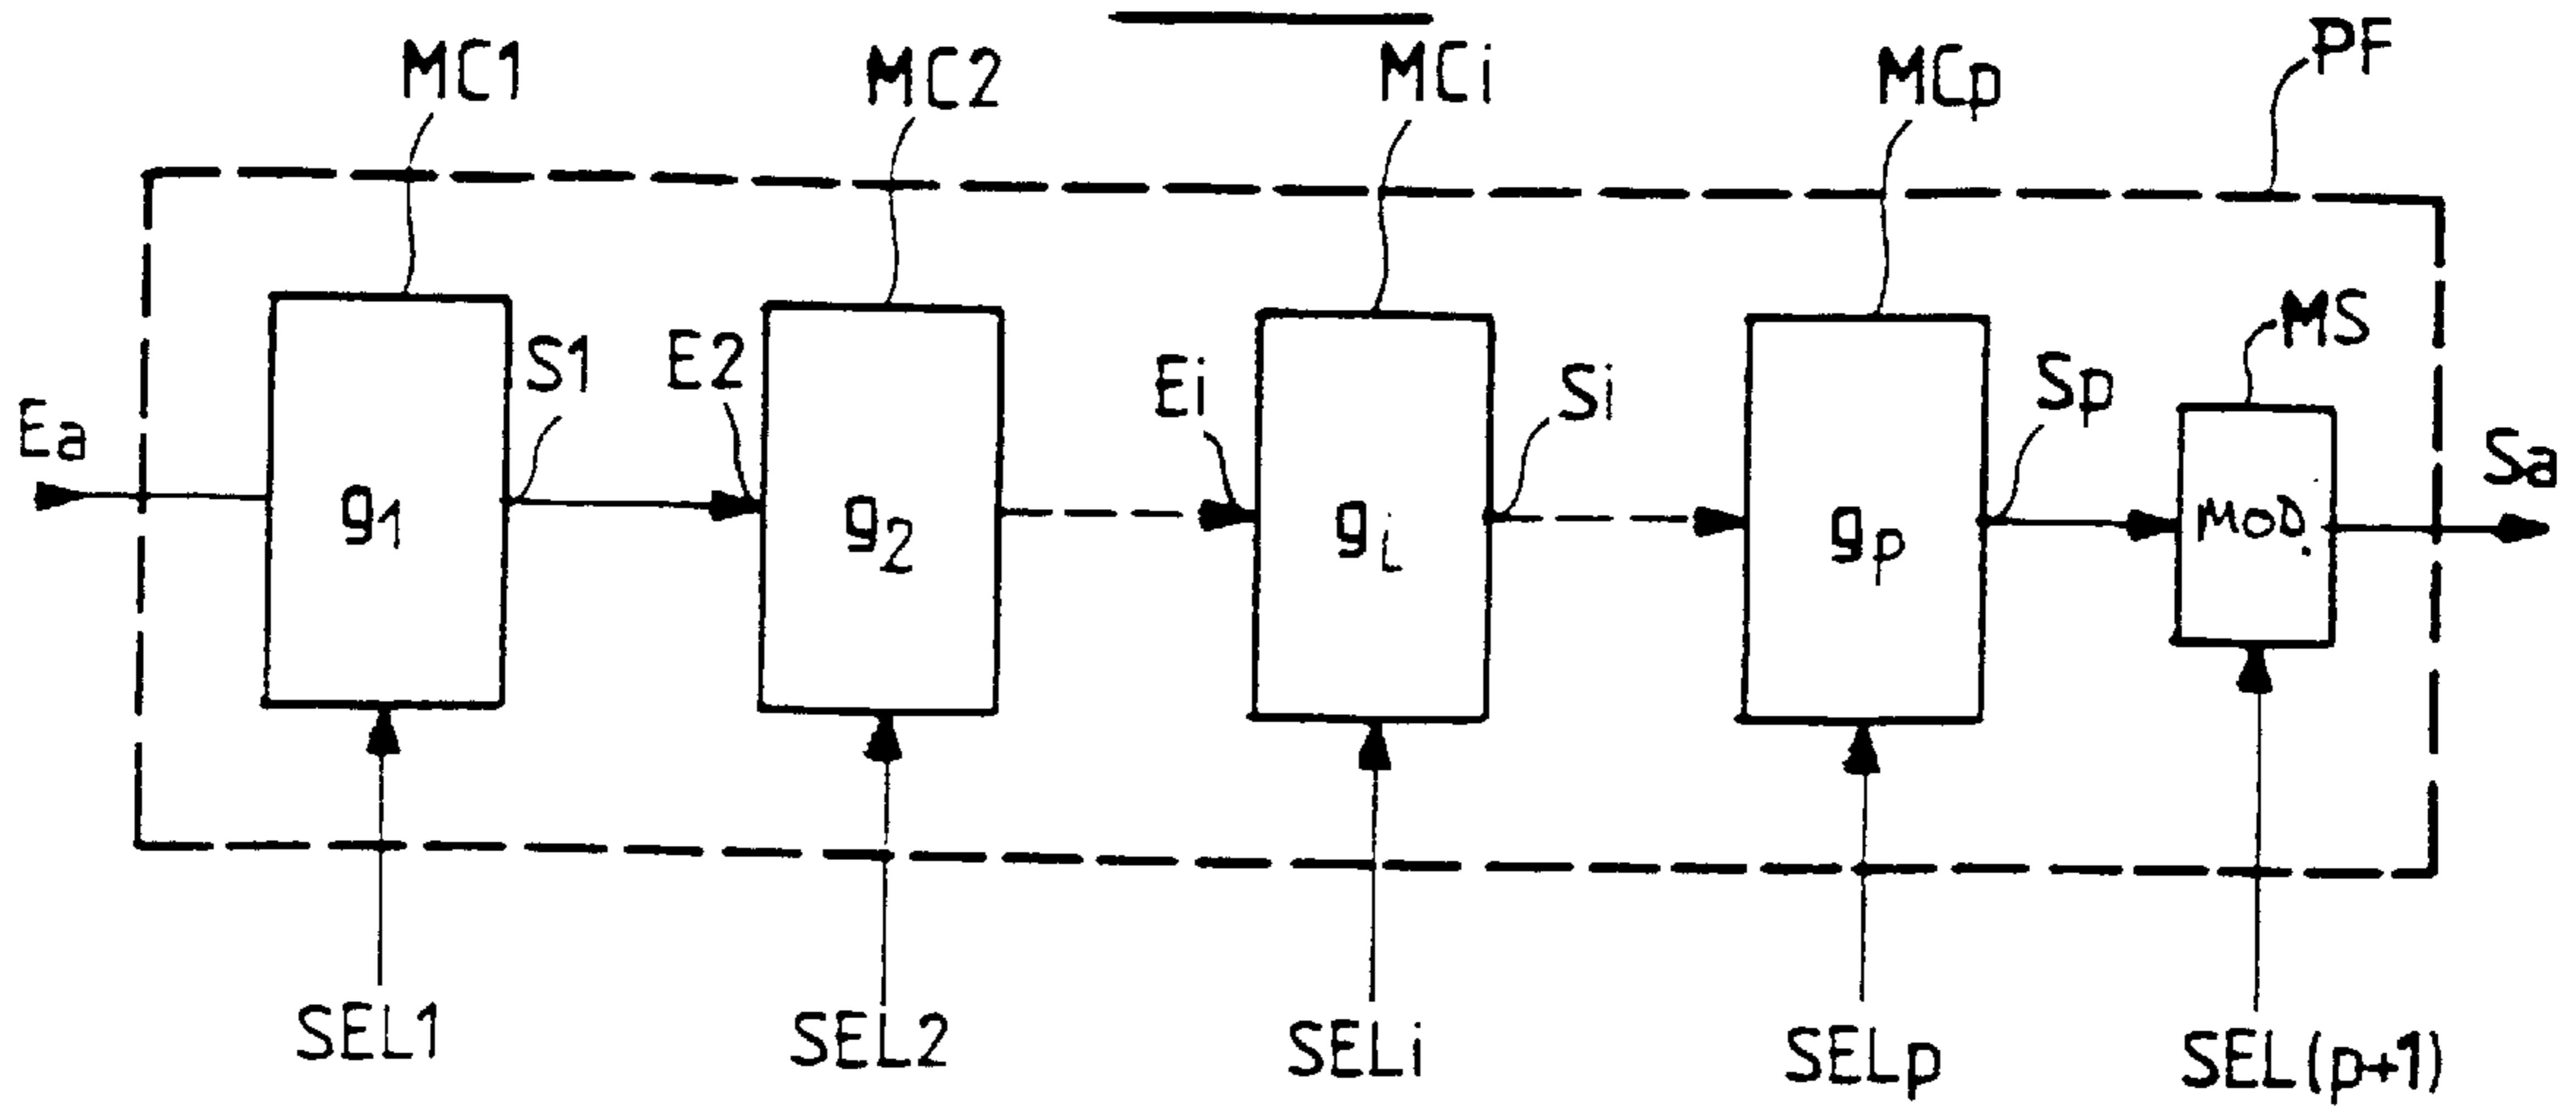 MC1 MC2 MCi MCp PF
MS
S1 E2 Ei Si Sp
Ea Sa
g1 g2 gi gp MOD.
SEL1 SEL2 SELi SELp SEL(p+1)